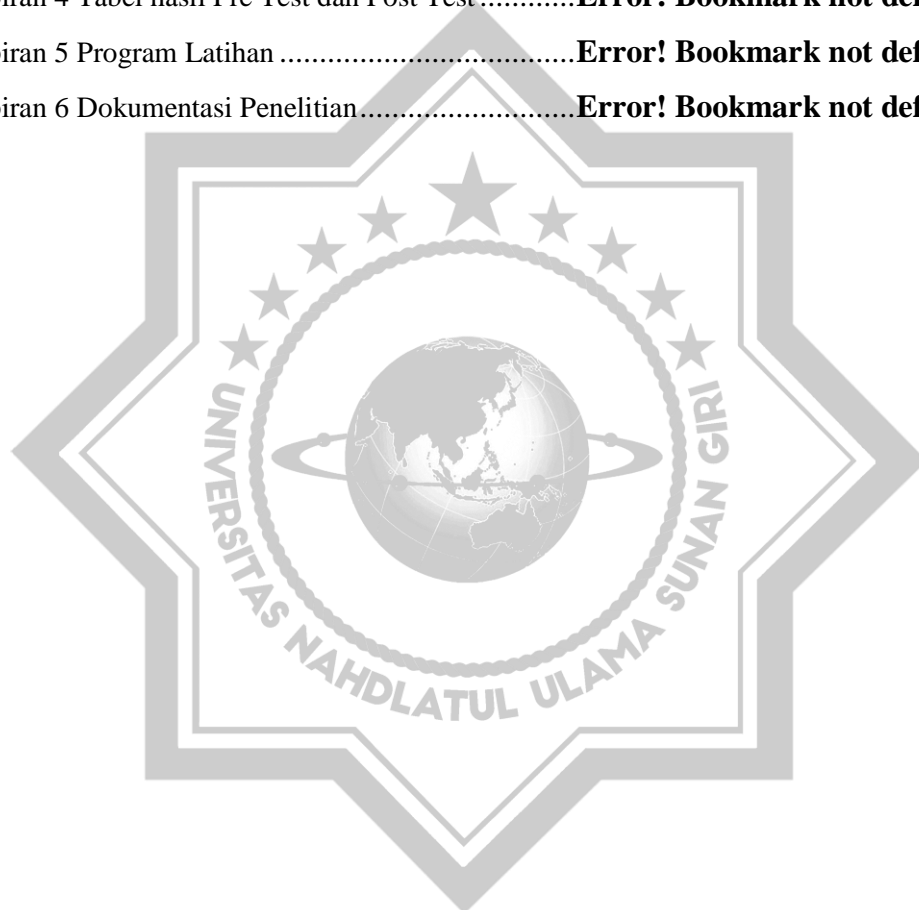 piran 4 Tabel hasil Pre Test dan Post Test............Error! Bookmark not def
piran 5 Program Latihan.....................................Error! Bookmark not def
piran 6 Dokumentasi Penelitian...........................Error! Bookmark not def
UNIVERSITAS NAHDLATUL ULAMA SUNAN GIRI